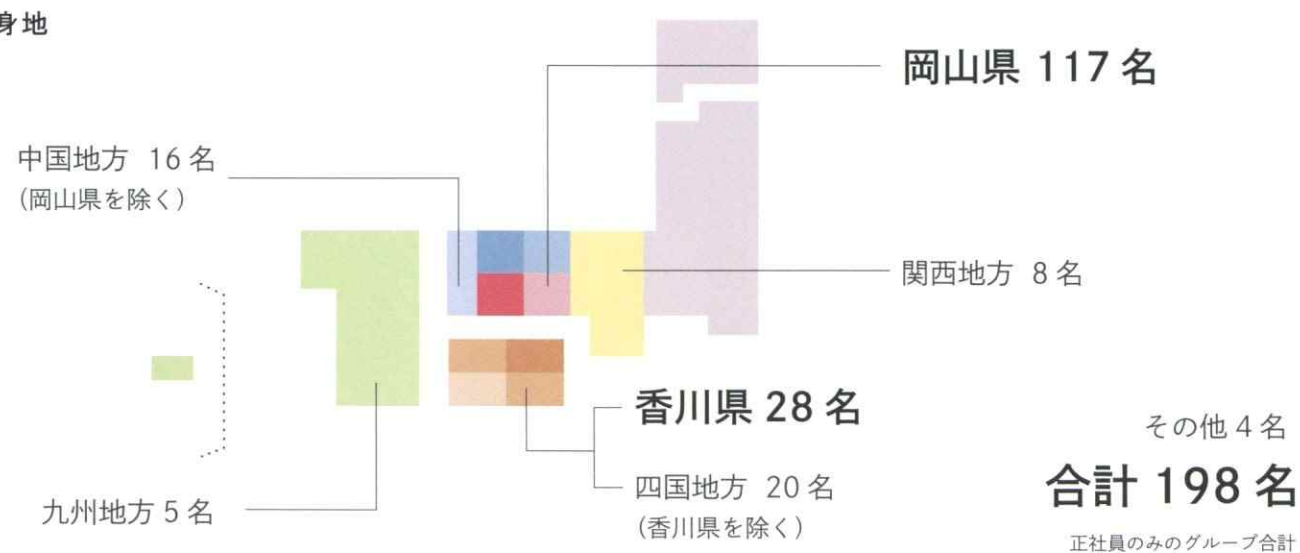 身地
岡山県 117 名
中国地方 16 名
(岡山県を除く)
関西地方 8 名
香川県 28 名
四国地方 20 名
(香川県を除く)
九州地方 5 名
その他 4 名
合計 198 名
正社員のみのグループ合計